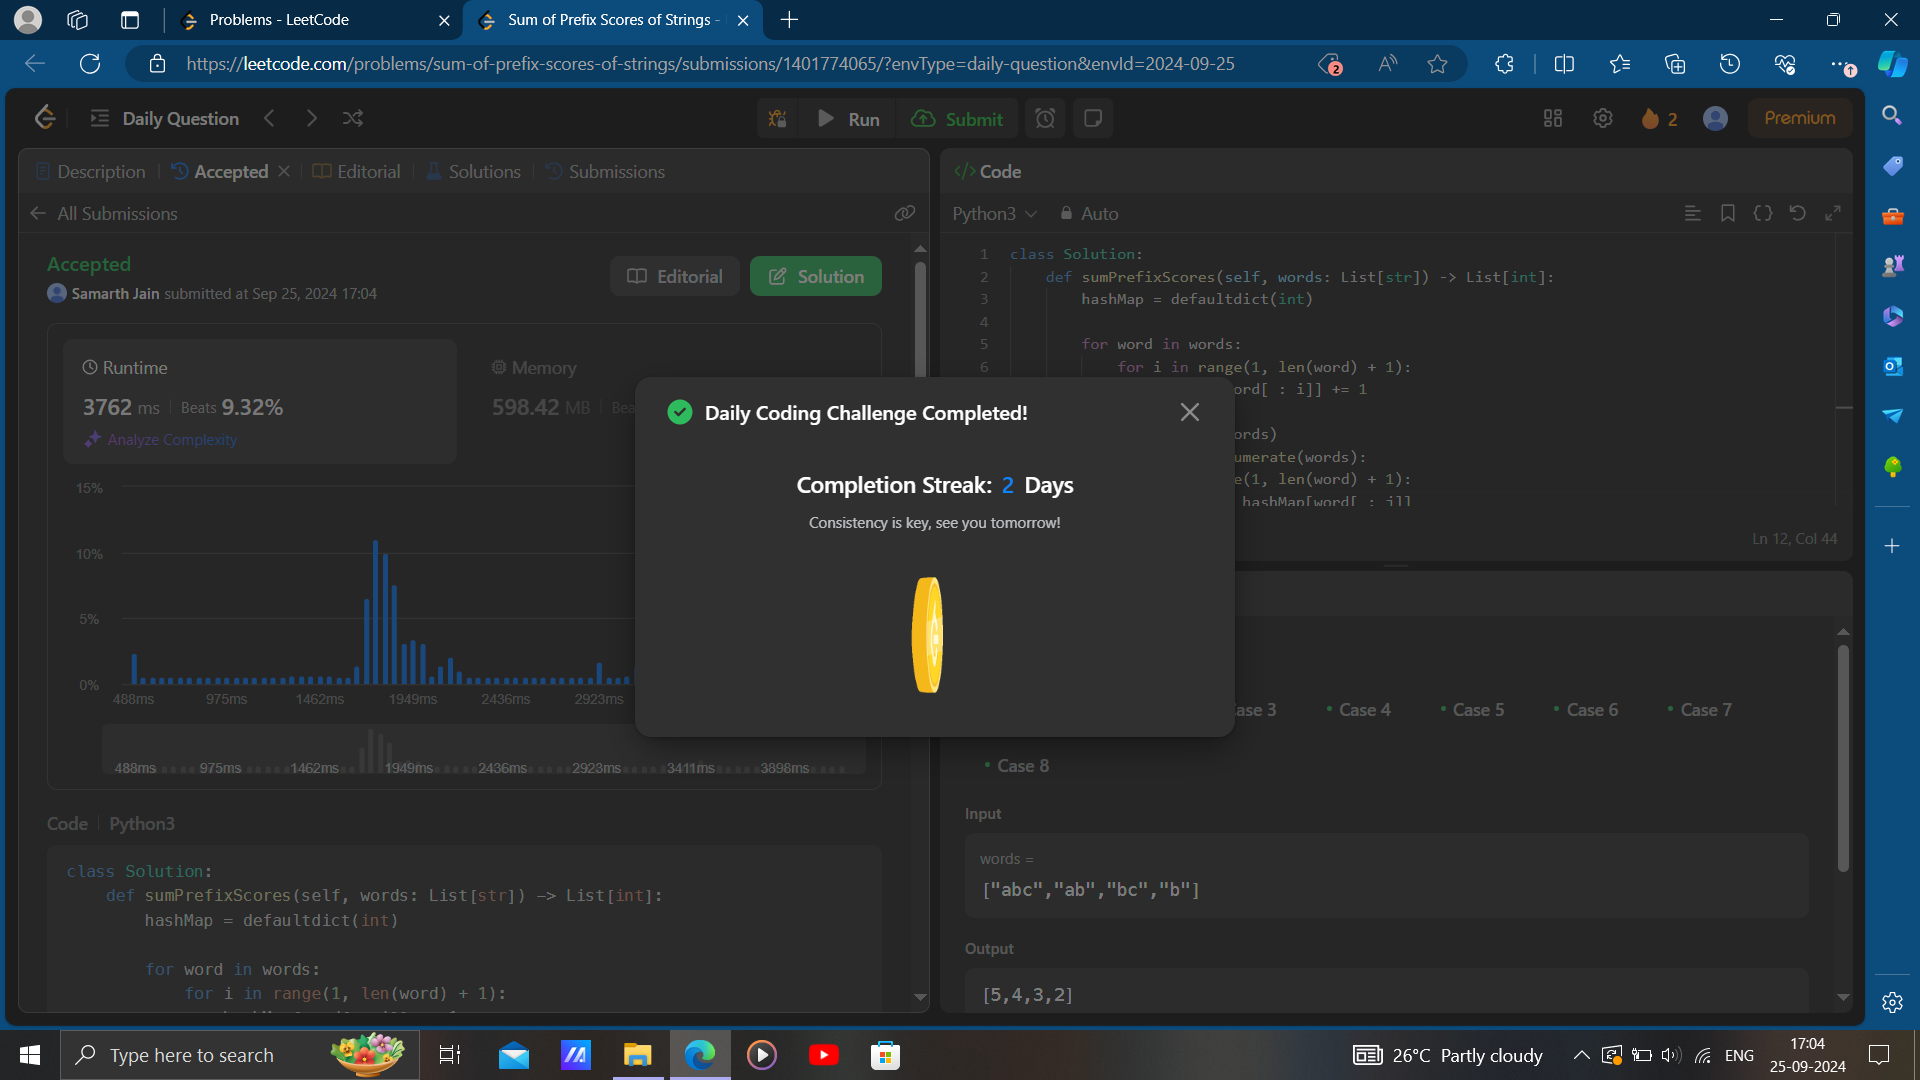 Problems - LeetCode
Sum of Prefix Scores of Strings -
https://leetcode.com/problems/sum-of-prefix-scores-of-strings/submissions/1401774065/?envType=daily-question&envId=2024-09-25
2
Daily Question
Run
Submit
2
Premium
Description
Accepted
Editorial
Solutions
Submissions
All Submissions
Accepted
Samarth Jain submitted at Sep 25, 2024 17:04
Editorial
Solution
Runtime
3762 ms | Beats 9.32%
Analyze Complexity
Memory
598.42 MB | Bea
15%
10%
5%
0%
488ms 975ms 1462ms 1949ms 2436ms 2923ms
488ms 975ms 1462ms 1949ms 2436ms 2923ms 3411ms 3898ms
Code | Python3
class Solution:
def sumPrefixScores(self, words: List[str]) -> List[int]:
hashMap = defaultdict(int)
for word in words:
for i in range(1, len(word) + 1):
Daily Coding Challenge Completed!
Completion Streak: 2 Days
Consistency is key, see you tomorrow!
</> Code
Python3
Auto
1 class Solution:
2 def sumPrefixScores(self, words: List[str]) -> List[int]:
3 hashMap = defaultdict(int)
4
5 for word in words:
6 for i in range(1, len(word) + 1):
ord[ : i]] += 1
ords)
umerate(words):
e(1, len(word) + 1):
hashMap[word[ : i]]
Ln 12, Col 44
ase 3
Case 4
Case 5
Case 6
Case 7
Case 8
Input
words =
["abc","ab","bc","b"]
Output
[5,4,3,2]
Type here to search
26°C Partly cloudy
ENG
17:04
25-09-2024